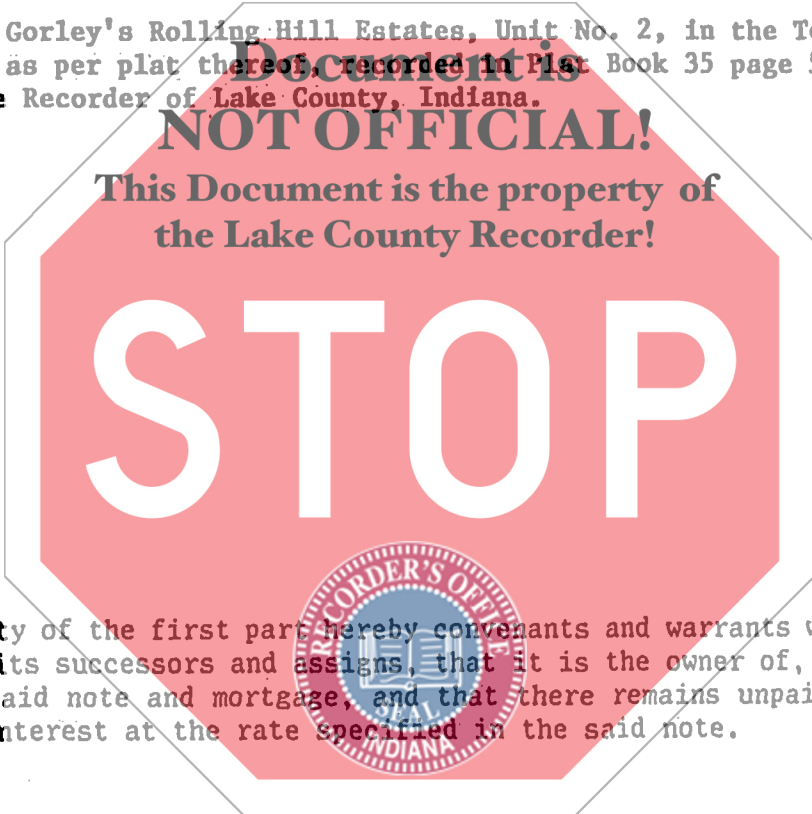 Gorley's Rolling Hill Estates, Unit No. 2, in the
as per plat thereof, recorded in Plat Book 35 page
Recorder of Lake County, Indiana.
Document is
NOT OFFICIAL!
This Document is the property of
the Lake County Recorder!
STOP
RECORDER'S OFFICE
SEAL
INDIANA
ty of the first part hereby convenants and warrants
its successors and assigns, that it is the owner of,
aid note and mortgage, and that there remains unpai
nterest at the rate specified in the said note.